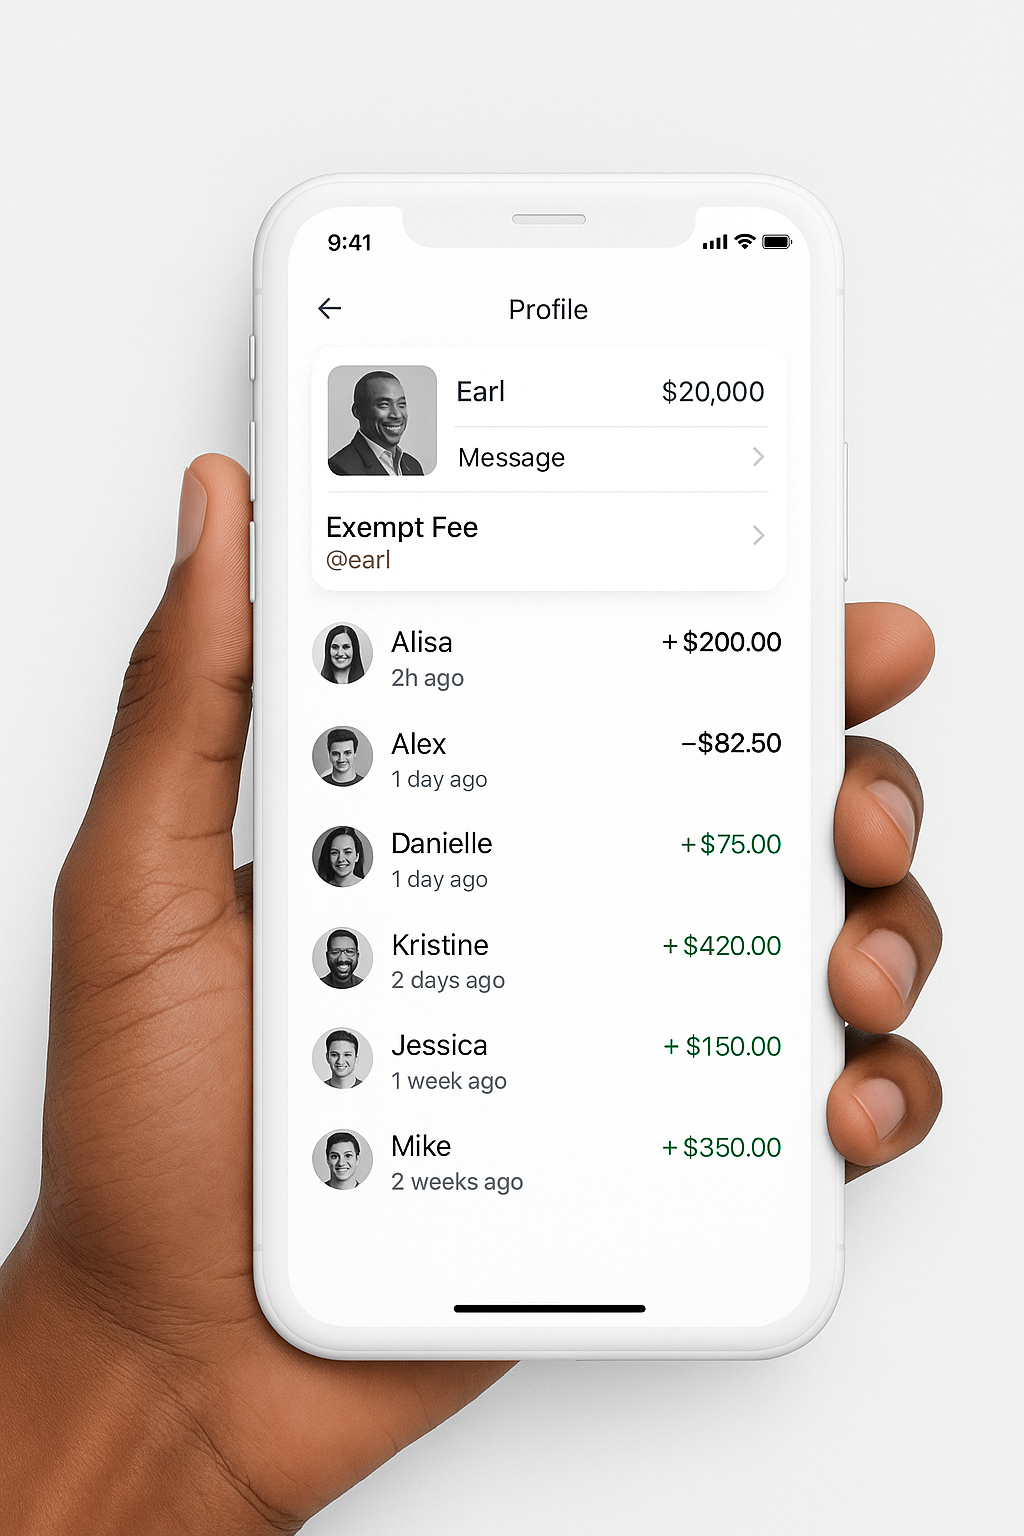 9:41
Profile
Earl $20,000
Message
Exempt Fee
@earl
Alisa +$200.00
2h ago
Alex –$82.50
1 day ago
Danielle +$75.00
1 day ago
Kristine +$420.00
2 days ago
Jessica + $150.00
1 week ago
Mike +$350.00
2 weeks ago